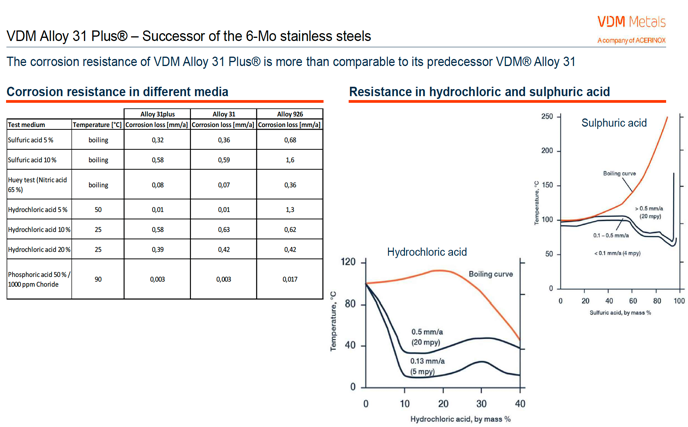 VDM Metals
A company of ACERINOX
VDM Alloy 31 Plus® – Successor of the 6-Mo stainless steels
The corrosion resistance of VDM Alloy 31 Plus® is more than comparable to its predecessor VDM® Alloy 31
Corrosion resistance in different media
Alloy 31plus Alloy 31 Alloy 926
Test medium Temperature [°C] Corrosion loss [mm/a] Corrosion loss [mm/a] Corrosion loss [mm/a]
Sulfuric acid 5 % boiling 0,32 0,36 0,68
Sulfuric acid 10 % boiling 0,58 0,59 1,6
Huey test (Nitric acid
65 %) boiling 0,08 0,07 0,36
Hydrochloric acid 5 % 50 0,01 0,01 1,3
Hydrochloric acid 10 % 25 0,58 0,63 0,62
Hydrochloric acid 20 % 25 0,39 0,42 0,42
Phosphoric acid 50 % /
1000 ppm Choride 90 0,003 0,003 0,017
Resistance in hydrochloric and sulphuric acid
Hydrochloric acid
Temperature, °C
120
80
40
0
Boiling curve
0.5 mm/a
(20 mpy)
0.13 mm/a
(5 mpy)
0 10 20 30 40
Hydrochloric acid, by mass %
Sulphuric acid
Temperature, °C
250
200
150
100
50
0
Boiling curve
> 0.5 mm/a
(20 mpy)
0.1 – 0.5 mm/a
< 0.1 mm/a (4 mpy)
0 20 40 60 80 100
Sulfuric acid, by mass %